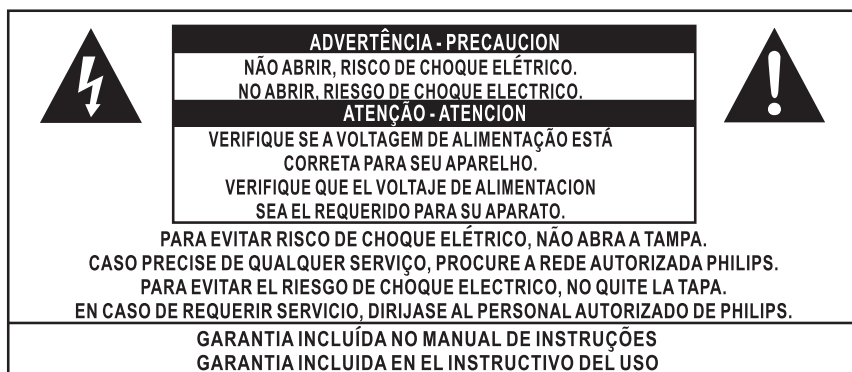 ADVERTÊNCIA - PRECAUCION
NÃO ABRIR, RISCO DE CHOQUE ELÉTRICO.
NO ABRIR, RIESGO DE CHOQUE ELECTRICO.
ATENÇÃO - ATENCION
VERIFIQUE SE A VOLTAGEM DE ALIMENTAÇÃO ESTÁ
CORRETA PARA SEU APARELHO.
VERIFIQUE QUE EL VOLTAJE DE ALIMENTACION
SEA EL REQUERIDO PARA SU APARATO.
PARA EVITAR RISCO DE CHOQUE ELÉTRICO, NÃO ABRA A TAMPA.
CASO PRECISE DE QUALQUER SERVIÇO, PROCURE A REDE AUTORIZADA PHILIPS.
PARA EVITAR EL RIESGO DE CHOQUE ELECTRICO, NO QUITE LA TAPA.
EN CASO DE REQUERIR SERVICIO, DIRIJASE AL PERSONAL AUTORIZADO DE PHILIPS.
GARANTIA INCLUÍDA NO MANUAL DE INSTRUÇÕES
GARANTIA INCLUIDA EN EL INSTRUCTIVO DEL USO